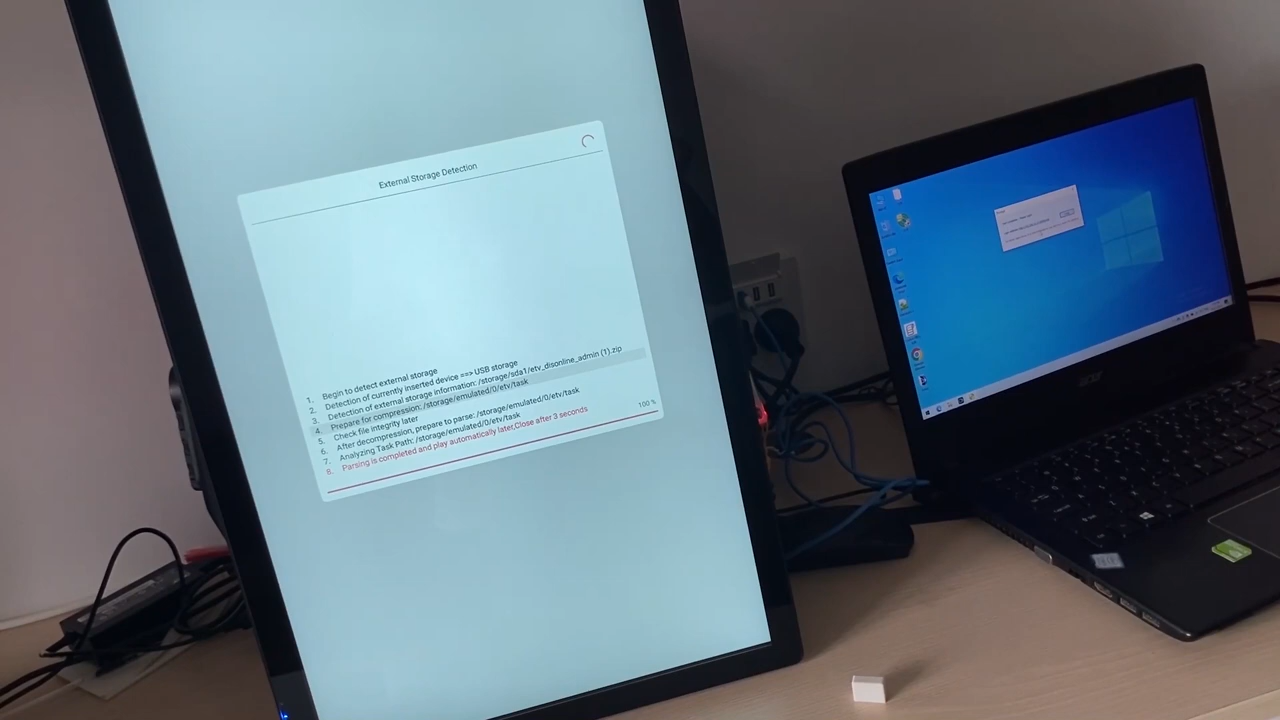 External Storage Detection
1. Begin to detect external storage
2. Detection of currently inserted device ==> USB storage
3. Detection of external storage information: /storage/sda1/etv_disonline_admin (1).zip
4. Prepare for compression: /storage/emulated/0/etv/task
5. Check file integrity later
6. After decompression, prepare to parse: /storage/emulated/0/etv/task
7. Analyzing Task Path: /storage/emulated/0/etv/task
8. Parsing is completed and play automatically later,Close after 3 seconds
100 %
acer